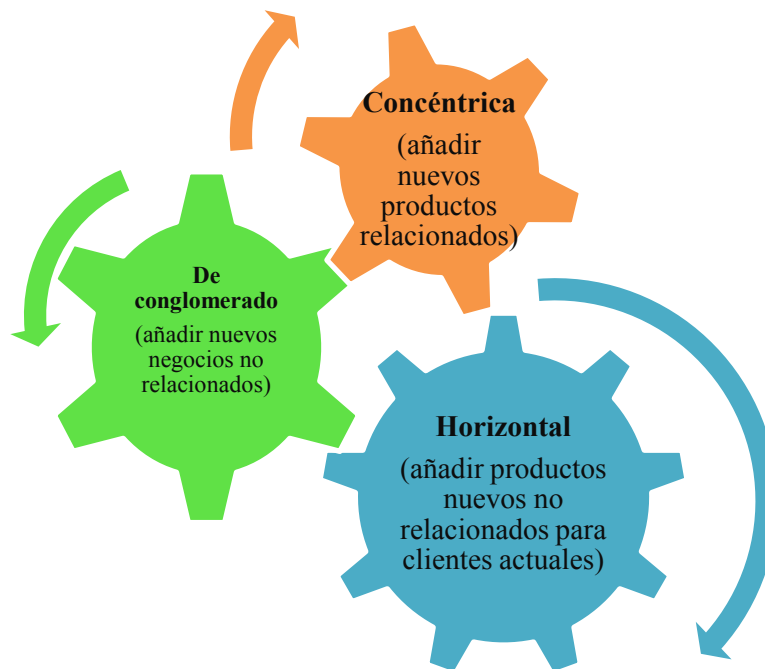 Concéntrica
(añadir
nuevos
productos
relacionados)
De
conglomerado
(añadir nuevos
negocios no
relacionados)
Horizontal
(añadir productos
nuevos no
relacionados para
clientes actuales)